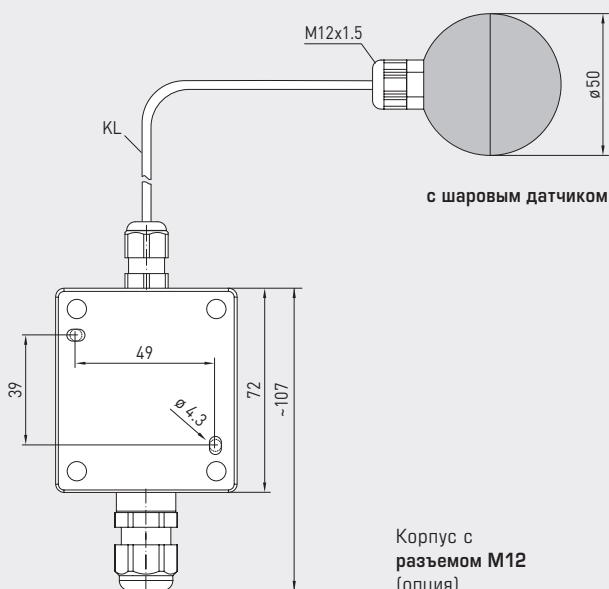 M12x1.5
ø50
KL
с шаровым датчиком
49
39
72
~107
ø 4.3
Корпус с
разъемом M12
(опция)